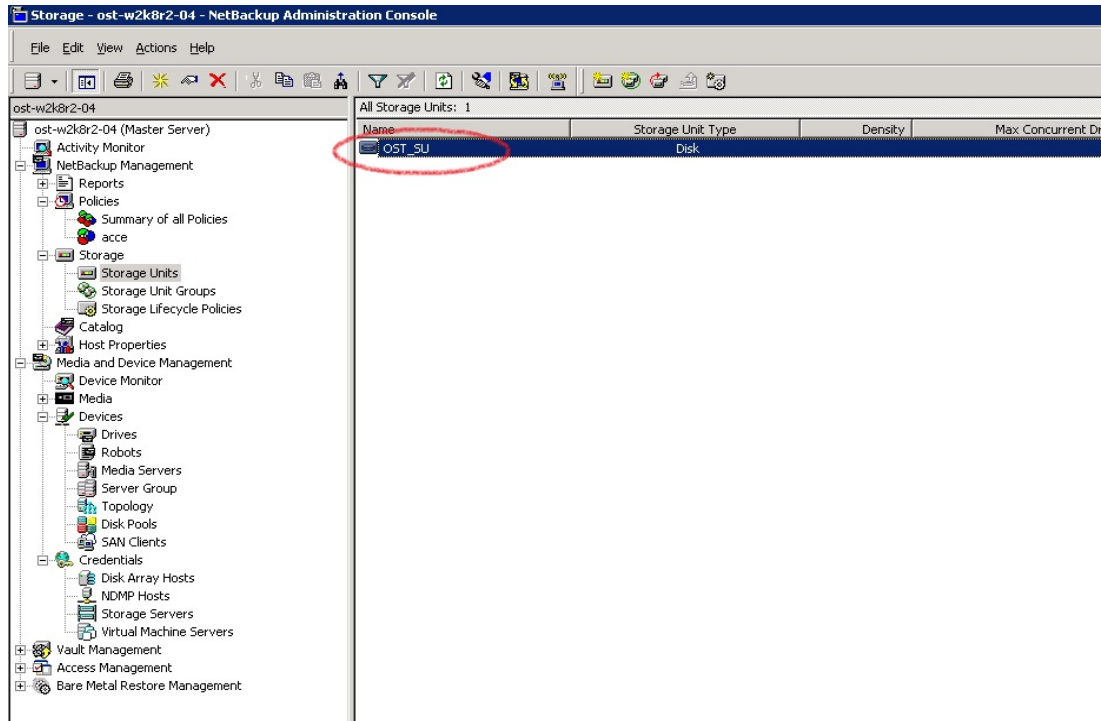 Storage - ost-w2k8r2-04 - NetBackup Administration Console
File Edit View Actions Help
ost-w2k8r2-04
All Storage Units: 1
ost-w2k8r2-04 (Master Server)
Name Storage Unit Type Density Max Concurrent Dr
Activity Monitor
OST_SU Disk
NetBackup Management
Reports
Policies
Summary of all Policies
acce
Storage
Storage Units
Storage Unit Groups
Storage Lifecycle Policies
Catalog
Host Properties
Media and Device Management
Device Monitor
Media
Devices
Drives
Robots
Media Servers
Server Group
Topology
Disk Pools
SAN Clients
Credentials
Disk Array Hosts
NDMP Hosts
Storage Servers
Virtual Machine Servers
Vault Management
Access Management
Bare Metal Restore Management